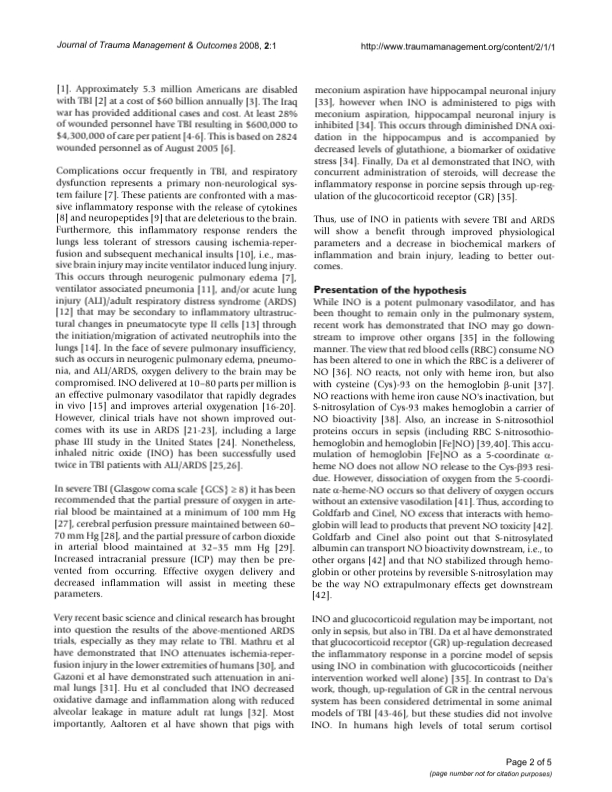 Journal of Trauma Management & Outcomes 2008, 2:1
http://www.traumamanagement.org/content/2/1/1
[1]. Approximately 5.3 million Americans are disabled
with TBI [2] at a cost of $60 billion annually [3]. The Iraq
war has provided additional cases and cost. At least 28%
of wounded personnel have TBI resulting in $600,000 to
$4,300,000 of care per patient [4-6]. This is based on 2824
wounded personnel as of August 2005 [6].
Complications occur frequently in TBI, and respiratory
dysfunction represents a primary non-neurological sys-
tem failure [7]. These patients are confronted with a mas-
sive inflammatory response with the release of cytokines
[8] and neuropeptides [9] that are deleterious to the brain.
Furthermore, this inflammatory response renders the
lungs less tolerant of stressors causing ischemia-reper-
fusion and subsequent mechanical insults [10], i.e., mas-
sive brain injury may incite ventilator induced lung injury.
This occurs through neurogenic pulmonary edema [7],
ventilator associated pneumonia [11], and/or acute lung
injury (ALI)/adult respiratory distress syndrome (ARDS)
[12] that may be secondary to inflammatory ultrastruc-
tural changes in pneumatocyte type II cells [13] through
the initiation/migration of activated neutrophils into the
lungs [14]. In the face of severe pulmonary insufficiency,
such as occurs in neurogenic pulmonary edema, pneumo-
nia, and ALI/ARDS, oxygen delivery to the brain may be
compromised. INO delivered at 10–80 parts per million is
an effective pulmonary vasodilator that rapidly degrades
in vivo [15] and improves arterial oxygenation [16-20].
However, clinical trials have not shown improved out-
comes with its use in ARDS [21-23], including a large
phase III study in the United States [24]. Nonetheless,
inhaled nitric oxide (INO) has been successfully used
twice in TBI patients with ALI/ARDS [25,26].
In severe TBI (Glasgow coma scale {GCS} ≥ 8) it has been
recommended that the partial pressure of oxygen in arte-
rial blood be maintained at a minimum of 100 mm Hg
[27], cerebral perfusion pressure maintained between 60–
70 mm Hg [28], and the partial pressure of carbon dioxide
in arterial blood maintained at 32–35 mm Hg [29].
Increased intracranial pressure (ICP) may then be pre-
vented from occurring. Effective oxygen delivery and
decreased inflammation will assist in meeting these
parameters.
Very recent basic science and clinical research has brought
into question the results of the above-mentioned ARDS
trials, especially as they may relate to TBI. Mathru et al
have demonstrated that INO attenuates ischemia-reper-
fusion injury in the lower extremities of humans [30], and
Gazoni et al have demonstrated such attenuation in ani-
mal lungs [31]. Hu et al concluded that INO decreased
oxidative damage and inflammation along with reduced
alveolar leakage in mature adult rat lungs [32]. Most
importantly, Aaltoren et al have shown that pigs with
meconium aspiration have hippocampal neuronal injury
[33], however when INO is administered to pigs with
meconium aspiration, hippocampal neuronal injury is
inhibited [34]. This occurs through diminished DNA oxi-
dation in the hippocampus and is accompanied by
decreased levels of glutathione, a biomarker of oxidative
stress [34]. Finally, Da et al demonstrated that INO, with
concurrent administration of steroids, will decrease the
inflammatory response in porcine sepsis through up-reg-
ulation of the glucocorticoid receptor (GR) [35].
Thus, use of INO in patients with severe TBI and ARDS
will show a benefit through improved physiological
parameters and a decrease in biochemical markers of
inflammation and brain injury, leading to better out-
comes.
Presentation of the hypothesis
While INO is a potent pulmonary vasodilator, and has
been thought to remain only in the pulmonary system,
recent work has demonstrated that INO may go down-
stream to improve other organs [35] in the following
manner. The view that red blood cells (RBC) consume NO
has been altered to one in which the RBC is a deliverer of
NO [36]. NO reacts, not only with heme iron, but also
with cysteine (Cys)-93 on the hemoglobin β-unit [37].
NO reactions with heme iron cause NO's inactivation, but
S-nitrosylation of Cys-93 makes hemoglobin a carrier of
NO bioactivity [38]. Also, an increase in S-nitrosothiol
proteins occurs in sepsis (including RBC S-nitrosothio-
hemoglobin and hemoglobin [Fe]NO) [39,40]. This accu-
mulation of hemoglobin [Fe]NO as a 5-coordinate α-
heme NO does not allow NO release to the Cys-β93 resi-
due. However, dissociation of oxygen from the 5-coordi-
nate α-heme-NO occurs so that delivery of oxygen occurs
without an extensive vasodilation [41]. Thus, according to
Goldfarb and Cinel, NO excess that interacts with hemo-
globin will lead to products that prevent NO toxicity [42].
Goldfarb and Cinel also point out that S-nitrosylated
albumin can transport NO bioactivity downstream, i.e., to
other organs [42] and that NO stabilized through hemo-
globin or other proteins by reversible S-nitrosylation may
be the way NO extrapulmonary effects get downstream
[42].
INO and glucocorticoid regulation may be important, not
only in sepsis, but also in TBI. Da et al have demonstrated
that glucocorticoid receptor (GR) up-regulation decreased
the inflammatory response in a porcine model of sepsis
using INO in combination with glucocorticoids (neither
intervention worked well alone) [35]. In contrast to Da's
work, though, up-regulation of GR in the central nervous
system has been considered detrimental in some animal
models of TBI [43-46], but these studies did not involve
INO. In humans high levels of total serum cortisol
Page 2 of 5
(page number not for citation purposes)